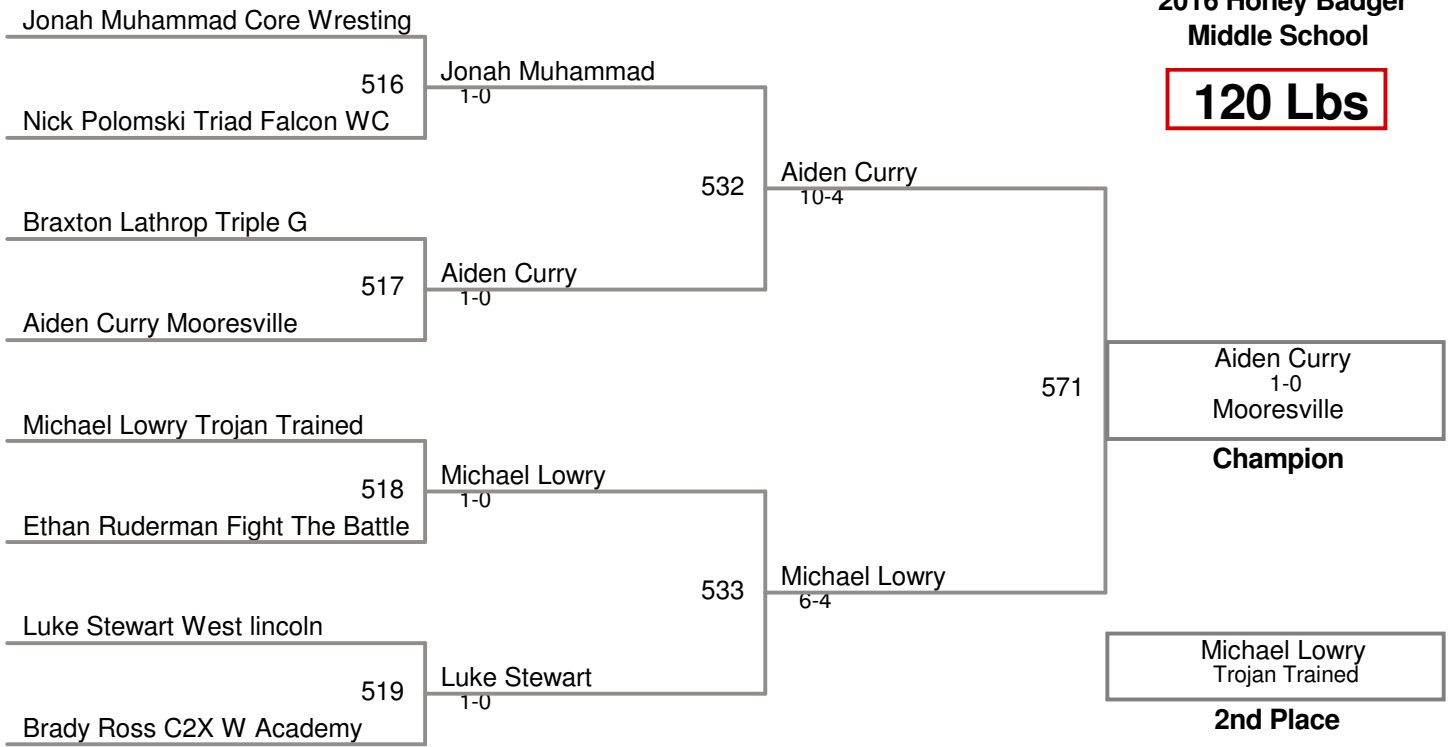 2016 Honey Badger
Middle School
120 Lbs
Jonah Muhammad Core Wresting
516
Nick Polomski Triad Falcon WC
Jonah Muhammad
1-0
Braxton Lathrop Triple G
517
Aiden Curry Mooresville
Aiden Curry
1-0
532
Aiden Curry
10-4
Michael Lowry Trojan Trained
518
Ethan Ruderman Fight The Battle
Michael Lowry
1-0
Luke Stewart West lincoln
519
Brady Ross C2X W Academy
Luke Stewart
1-0
533
Michael Lowry
6-4
571
Aiden Curry
1-0
Mooresville
Champion
Michael Lowry
Trojan Trained
2nd Place